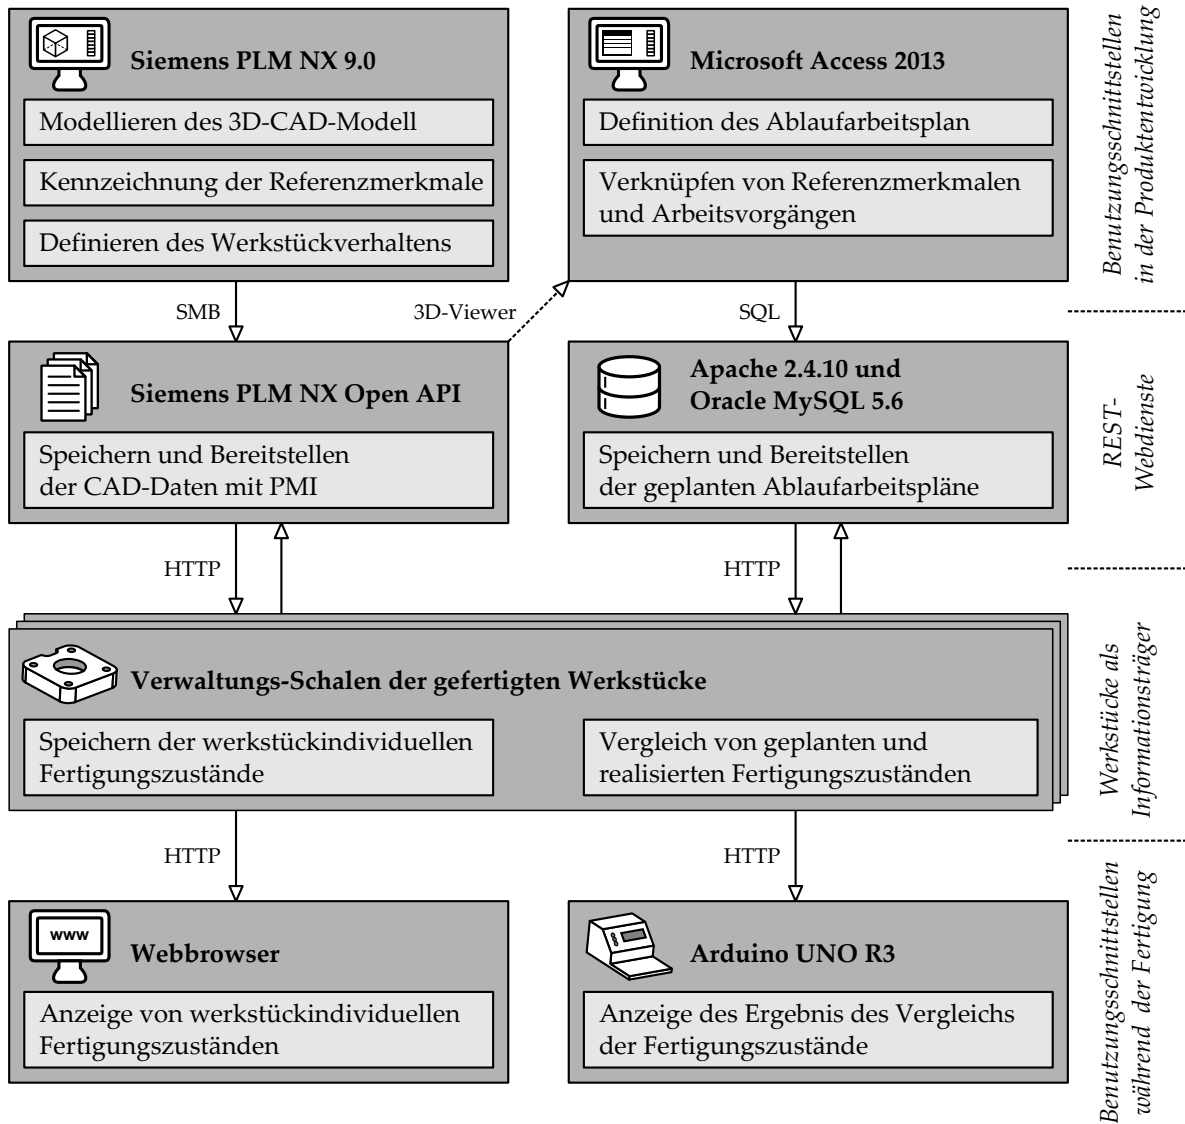 Siemens PLM NX 9.0
Modellieren des 3D-CAD-Modell
Kennzeichnung der Referenzmerkmale
Definieren des Werkstückverhaltens
Microsoft Access 2013
Definition des Ablaufarbeitsplan
Verknüpfen von Referenzmerkmalen
und Arbeitsvorgängen
Benutzungsschnittstellen
in der Produktentwicklung
SMB
3D-Viewer
SQL
Siemens PLM NX Open API
Speichern und Bereitstellen
der CAD-Daten mit PMI
Apache 2.4.10 und
Oracle MySQL 5.6
Speichern und Bereitstellen
der geplanten Ablaufarbeitspläne
REST-
Webdienste
HTTP
HTTP
Verwaltungs-Schalen der gefertigten Werkstücke
Speichern der werkstückindividuellen
Fertigungszustände
Vergleich von geplanten und
realisierten Fertigungszuständen
Werkstücke als
Informationsträger
HTTP
HTTP
www
Webbrowser
Anzeige von werkstückindividuellen
Fertigungszuständen
Arduino UNO R3
Anzeige des Ergebnis des Vergleichs
der Fertigungszustände
Benutzungsschnittstellen
während der Fertigung